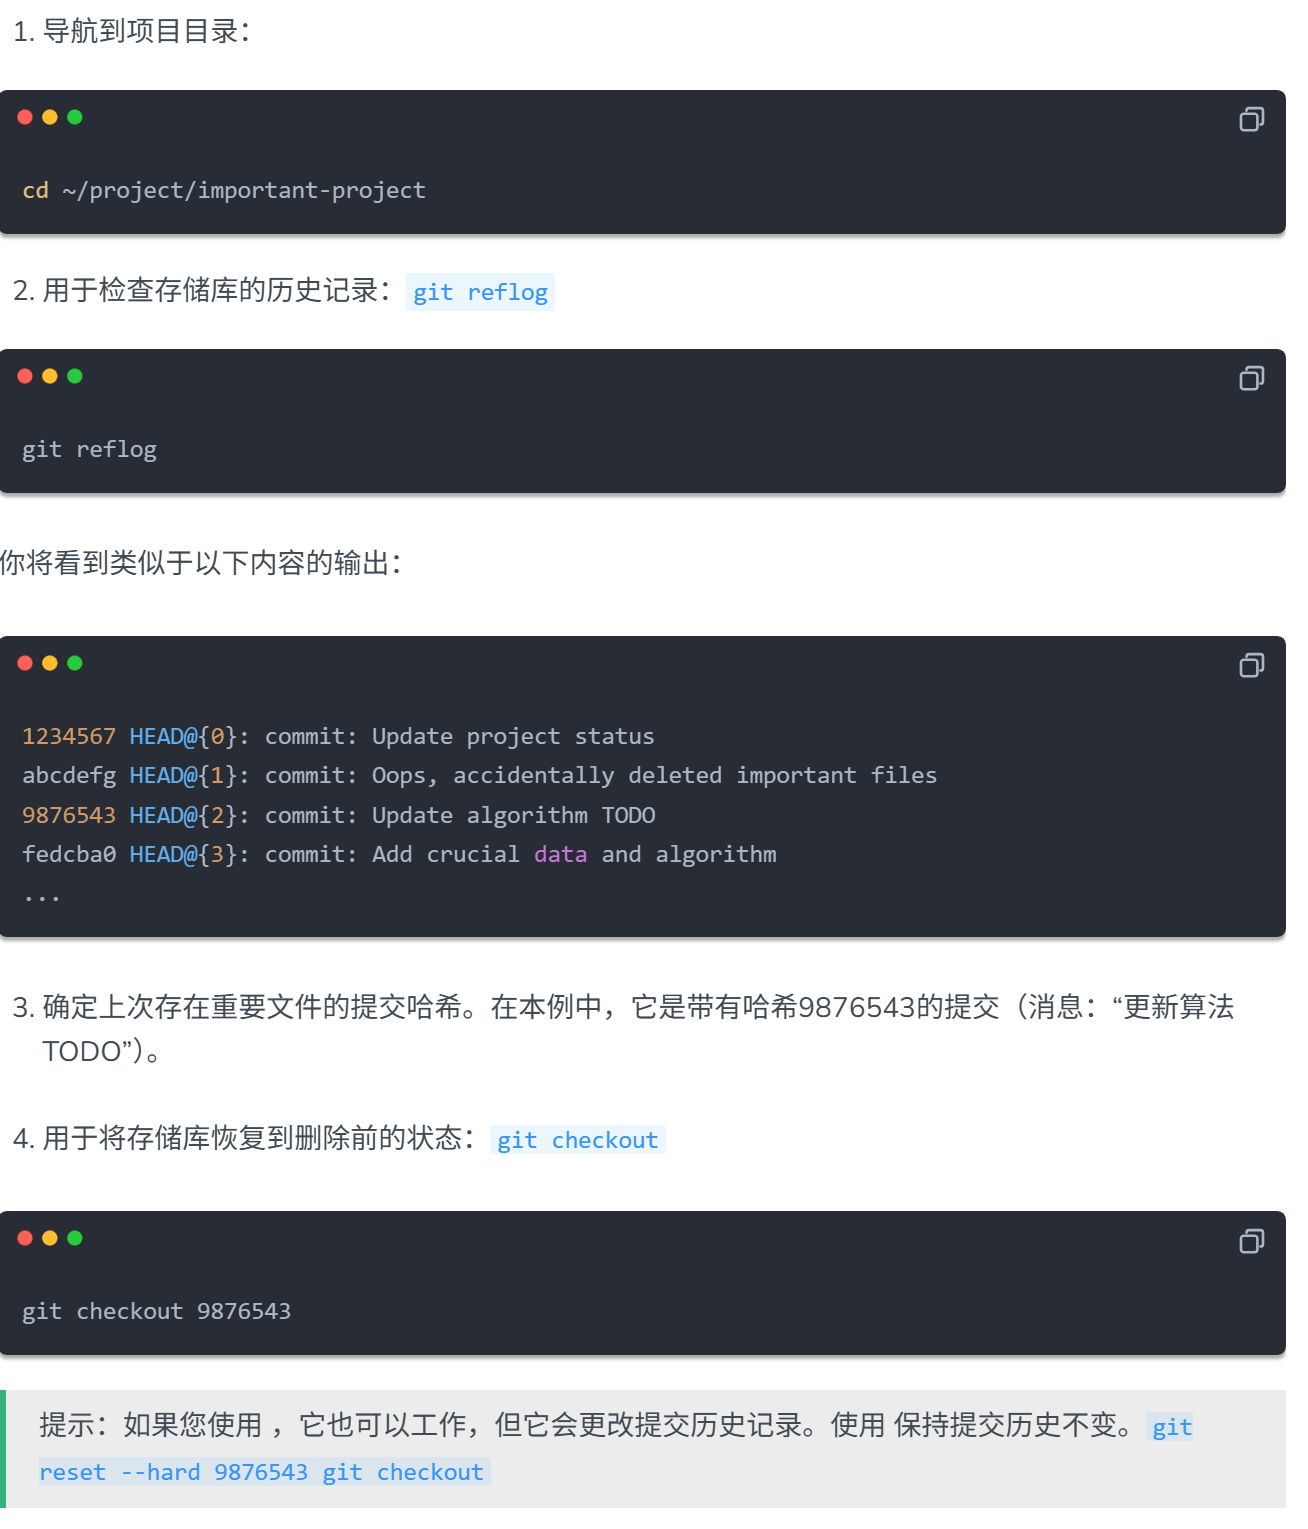 1. 导航到项目目录：
cd ~/project/important-project
2. 用于检查存储库的历史记录：git reflog
git reflog
你将看到类似于以下内容的输出：
1234567 HEAD@{0}: commit: Update project status
abcdefg HEAD@{1}: commit: Oops, accidentally deleted important files
9876543 HEAD@{2}: commit: Update algorithm TODO
fedcba0 HEAD@{3}: commit: Add crucial data and algorithm
...
3. 确定上次存在重要文件的提交哈希。在本例中，它是带有哈希9876543的提交（消息：“更新算法
TODO”）。
4. 用于将存储库恢复到删除前的状态：git checkout
git checkout 9876543
提示：如果您使用 ，它也可以工作，但它会更改提交历史记录。使用 保持提交历史不变。git
reset --hard 9876543 git checkout